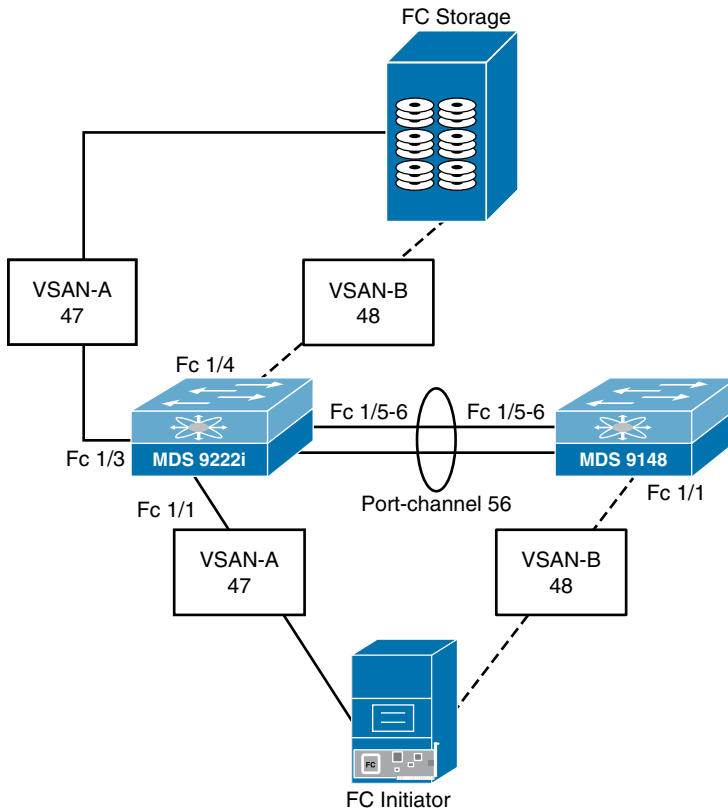 FC Storage
VSAN-A
47
VSAN-B
48
Fc 1/4
Fc 1/5-6
Fc 1/5-6
Fc 1/3
MDS 9222i
MDS 9148
Fc 1/1
Port-channel 56
Fc 1/1
VSAN-A
47
VSAN-B
48
FC
FC Initiator